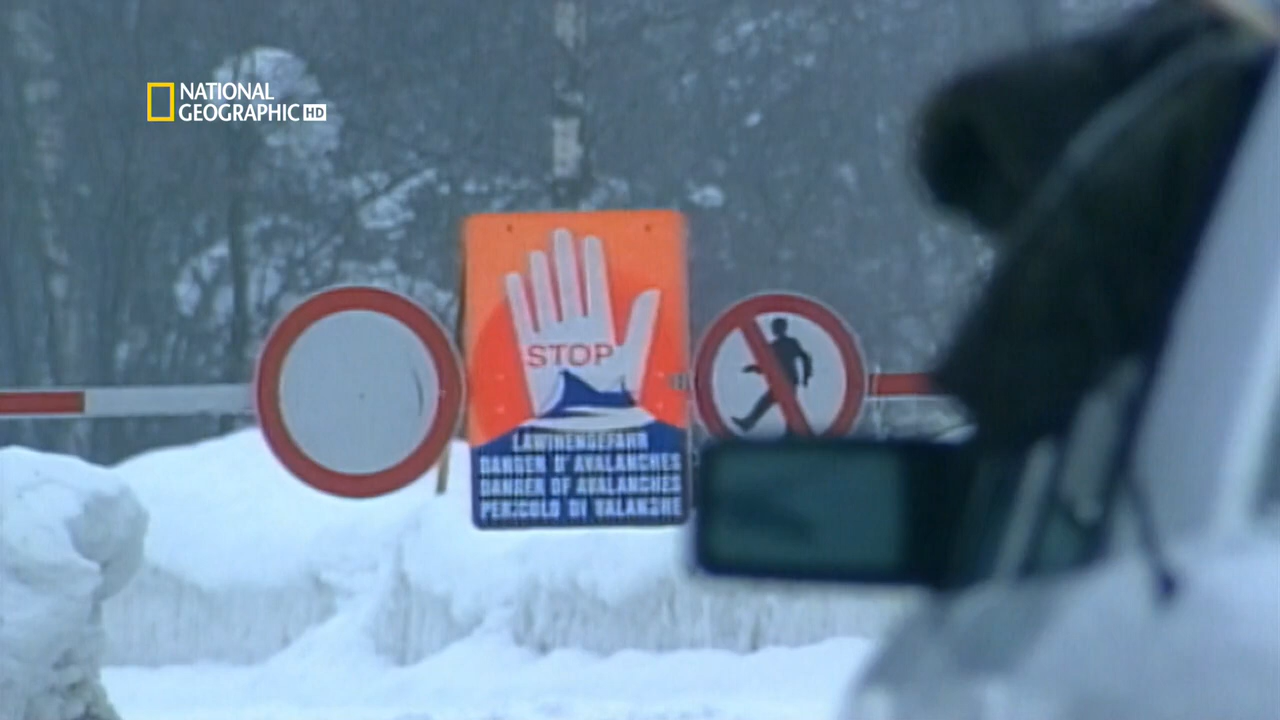 NATIONAL
GEOGRAPHIC HD
STOP
LAWINENGEFAHR
DANGER D'AVALANCHES
DANGER OF AVALANCHES
PERICOLO DI VALANGHE